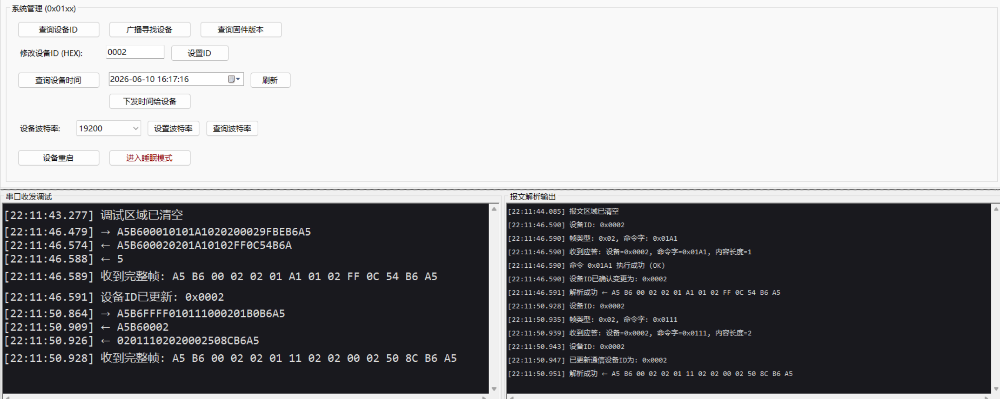 系统管理 (0x01xx)
查询设备ID 广播寻找设备 查询固件版本
修改设备ID (HEX): 0002 设置ID
查询设备时间 2026-06-10 16:17:16 刷新
下发时间给设备
设备波特率: 19200 设置波特率 查询波特率
设备重启 进入睡眠模式
串口收发调试
[22:11:43.277] 调试区域已清空
[22:11:46.479] → A5B600010101A1020200029FBEB6A5
[22:11:46.574] ← A5B600020201A10102FF0C54B6A
[22:11:46.588] ← 5
[22:11:46.589] 收到完整帧: A5 B6 00 02 02 01 A1 01 02 FF 0C 54 B6 A5
[22:11:46.591] 设备ID已更新: 0x0002
[22:11:50.864] → A5B6FFFF010111000201B0B6A5
[22:11:50.909] ← A5B60002
[22:11:50.926] ← 02011102020002508CB6A5
[22:11:50.928] 收到完整帧: A5 B6 00 02 02 01 11 02 02 00 02 50 8C B6 A5
报文解析输出
[22:11:44.085] 报文区域已清空
[22:11:46.590] 设备ID: 0x0002
[22:11:46.590] 帧类型: 0x02, 命令字: 0x01A1
[22:11:46.590] 收到应答: 设备=0x0002, 命令字=0x01A1, 内容长度=1
[22:11:46.590] 命令 0x01A1 执行成功 (OK)
[22:11:46.590] 设备ID已确认变更为: 0x0002
[22:11:46.591] 解析成功 ← A5 B6 00 02 02 01 A1 01 02 FF 0C 54 B6 A5
[22:11:50.928] 设备ID: 0x0002
[22:11:50.935] 帧类型: 0x02, 命令字: 0x0111
[22:11:50.939] 收到应答: 设备=0x0002, 命令字=0x0111, 内容长度=2
[22:11:50.943] 设备ID: 0x0002
[22:11:50.947] 已更新通信设备ID为: 0x0002
[22:11:50.951] 解析成功 ← A5 B6 00 02 02 01 11 02 02 00 02 50 8C B6 A5